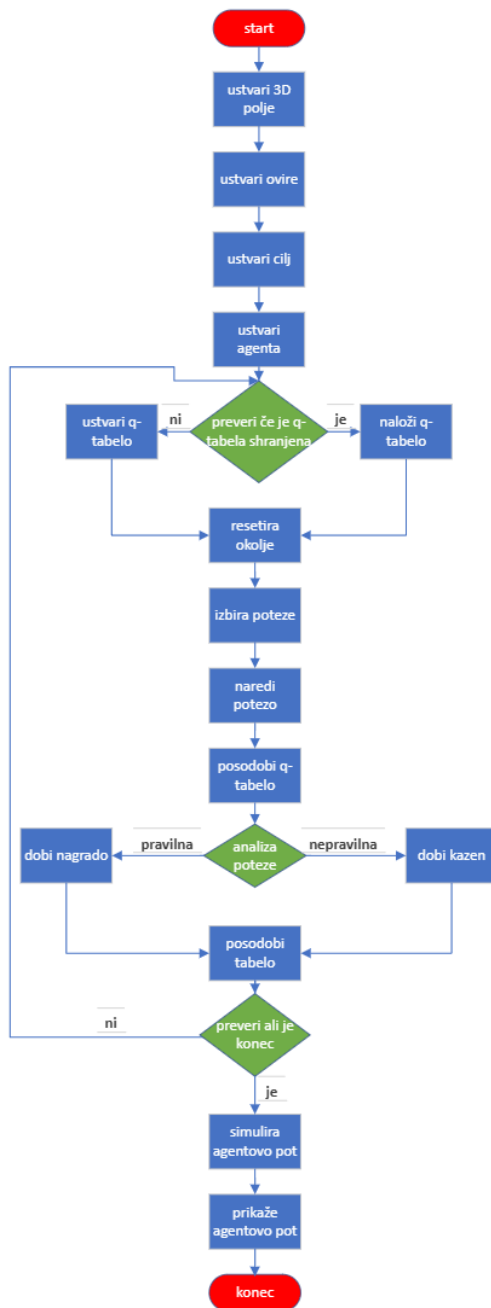 start
ustvari 3D
polje
ustvari ovire
ustvari cilj
ustvari
agenta
ustvari q-
tabelo
ni
preveri če je q-
tabela shranjena
je
naloži q-
tabelo
resetira
okolje
izbira poteze
naredi
potezo
posodobi q-
tabelo
dobi nagrado
pravilna
analiza
poteze
nepravilna
dobi kazen
posodobi
tabelo
ni
preveri ali je
konec
je
simulira
agentovo pot
prikaže
agentovo pot
konec